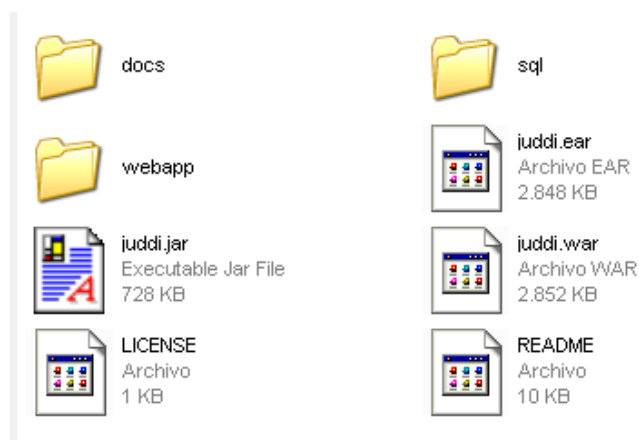 docs
sql
webapp
juddi.ear
Archivo EAR
2.848 KB
juddi.jar
Executable Jar File
728 KB
juddi.war
Archivo WAR
2.852 KB
LICENSE
Archivo
1 KB
README
Archivo
10 KB